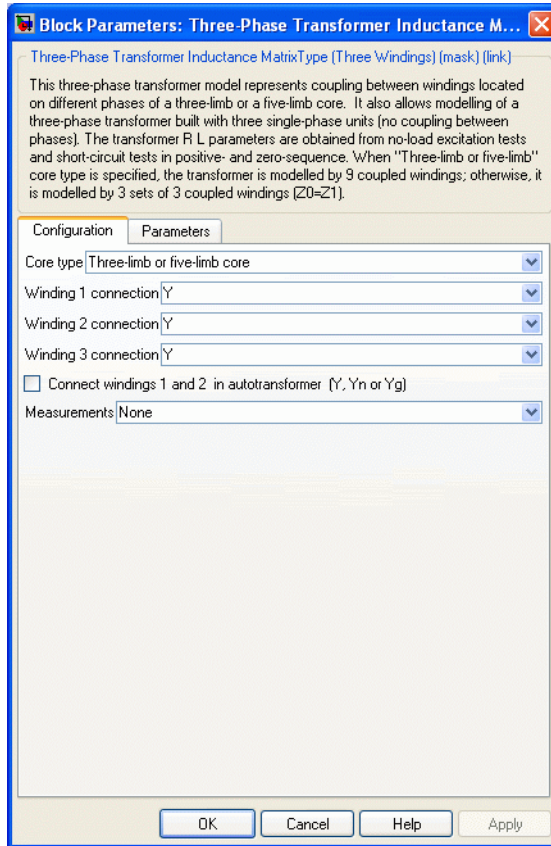 Block Parameters: Three-Phase Transformer Inductance M...
Three-Phase Transformer Inductance MatrixType (Three Windings) (mask) (link)
This three-phase transformer model represents coupling between windings located
on different phases of a three-limb or a five-limb core. It also allows modelling of a
three-phase transformer built with three single-phase units (no coupling between
phases). The transformer R L parameters are obtained from no-load excitation tests
and short-circuit tests in positive- and zero-sequence. When "Three-limb or five-limb"
core type is specified, the transformer is modelled by 9 coupled windings; otherwise, it
is modelled by 3 sets of 3 coupled windings (Z0=Z1).
Configuration Parameters
Core type Three-limb or five-limb core
Winding 1 connection Y
Winding 2 connection Y
Winding 3 connection Y
Connect windings 1 and 2 in autotransformer (Y, Yn or Yg)
Measurements None
OK Cancel Help Apply